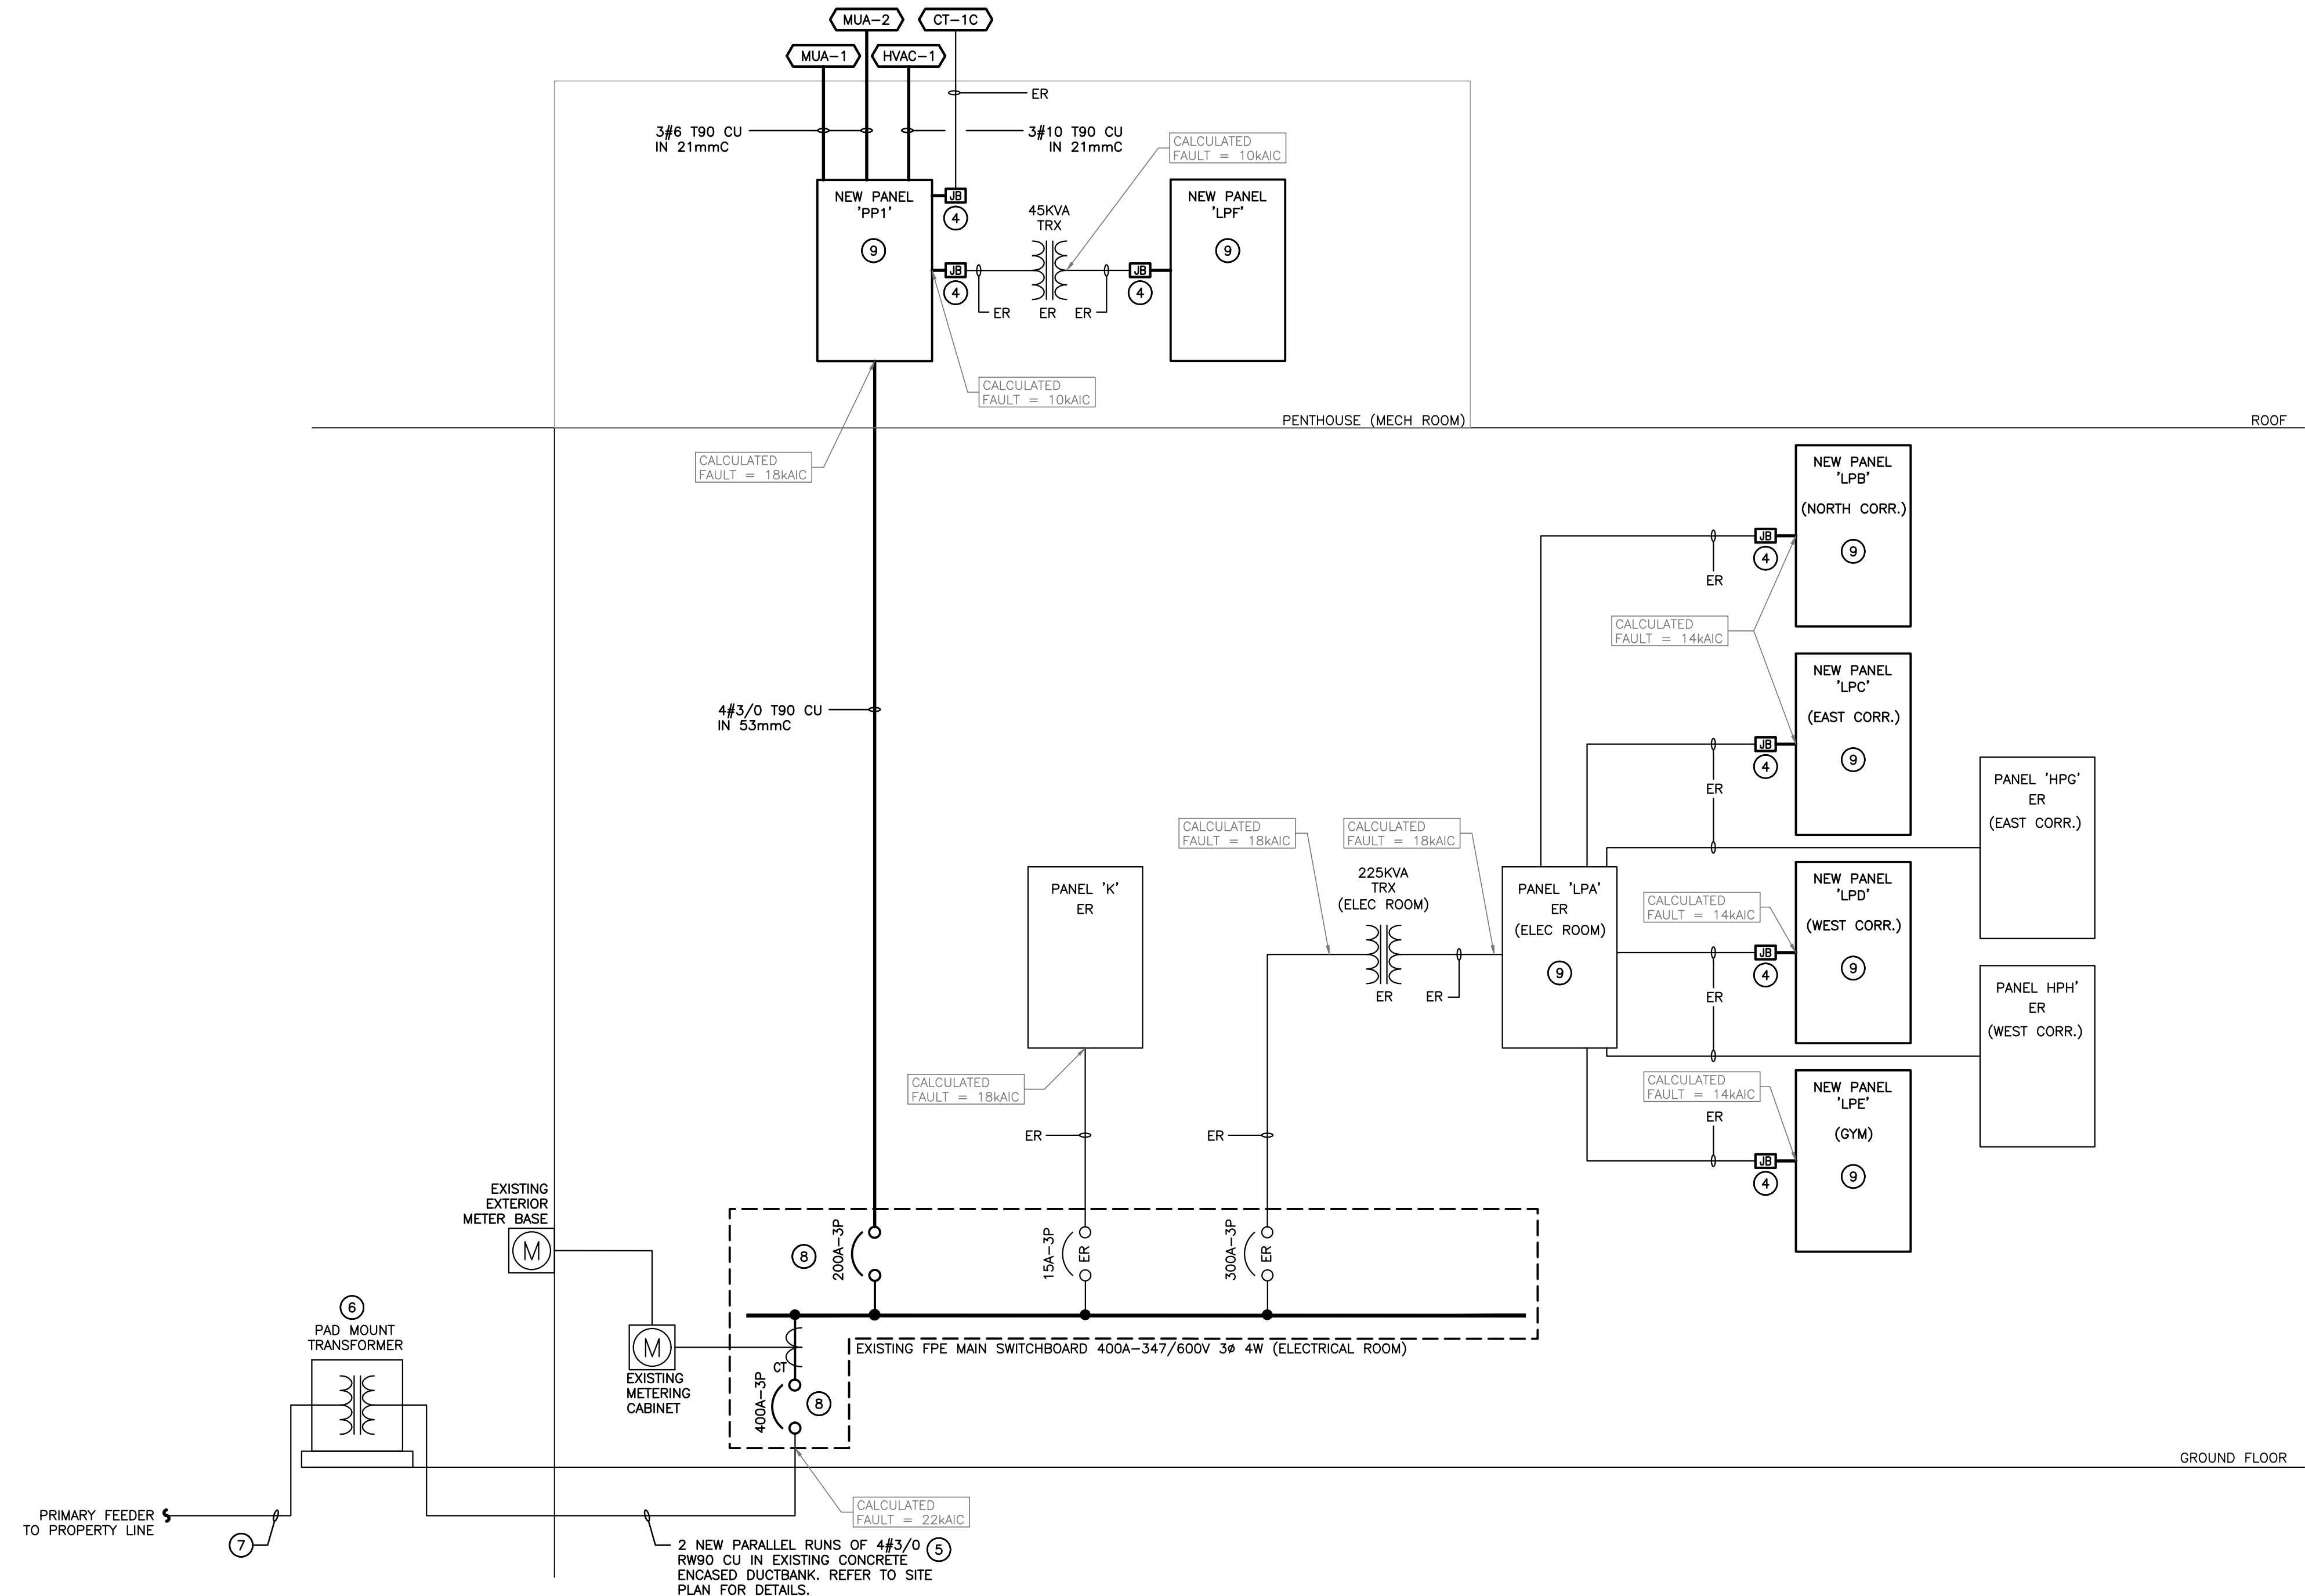 MUA-2
CT-1C
MUA-1
HVAC-1
ER
3#6 T90 CU
IN 21mmC
3#10 T90 CU
IN 21mmC
CALCULATED
FAULT = 10kAIC
NEW PANEL
'PP1'
9
JB
4
JB
4
45KVA
TRX
ER
ER
ER
JB
4
NEW PANEL
'LPF'
9
CALCULATED
FAULT = 10kAIC
PENTHOUSE (MECH ROOM)
ROOF
CALCULATED
FAULT = 18kAIC
NEW PANEL
'LPB'
(NORTH CORR.)
9
JB
4
ER
CALCULATED
FAULT = 14kAIC
NEW PANEL
'LPC'
(EAST CORR.)
9
JB
4
ER
4#3/0 T90 CU
IN 53mmC
PANEL 'HPG'
ER
(EAST CORR.)
CALCULATED
FAULT = 18kAIC
CALCULATED
FAULT = 18kAIC
225KVA
TRX
(ELEC ROOM)
ER
ER
PANEL 'K'
ER
PANEL 'LPA'
ER
(ELEC ROOM)
9
CALCULATED
FAULT = 14kAIC
NEW PANEL
'LPD'
(WEST CORR.)
9
JB
4
ER
PANEL HPH'
ER
(WEST CORR.)
CALCULATED
FAULT = 18kAIC
CALCULATED
FAULT = 14kAIC
ER
NEW PANEL
'LPE'
(GYM)
9
JB
4
ER
ER
EXISTING
EXTERIOR
METER BASE
M
8
200A-3P
15A-3P
ER
300A-3P
ER
6
PAD MOUNT
TRANSFORMER
M
EXISTING
METERING
CABINET
CT
400A-3P
8
EXISTING FPE MAIN SWITCHBOARD 400A-347/600V 3ø 4W (ELECTRICAL ROOM)
GROUND FLOOR
PRIMARY FEEDER
TO PROPERTY LINE
7
CALCULATED
FAULT = 22kAIC
2 NEW PARALLEL RUNS OF 4#3/0
RW90 CU IN EXISTING CONCRETE
ENCASED DUCTBANK. REFER TO SITE
PLAN FOR DETAILS.
5